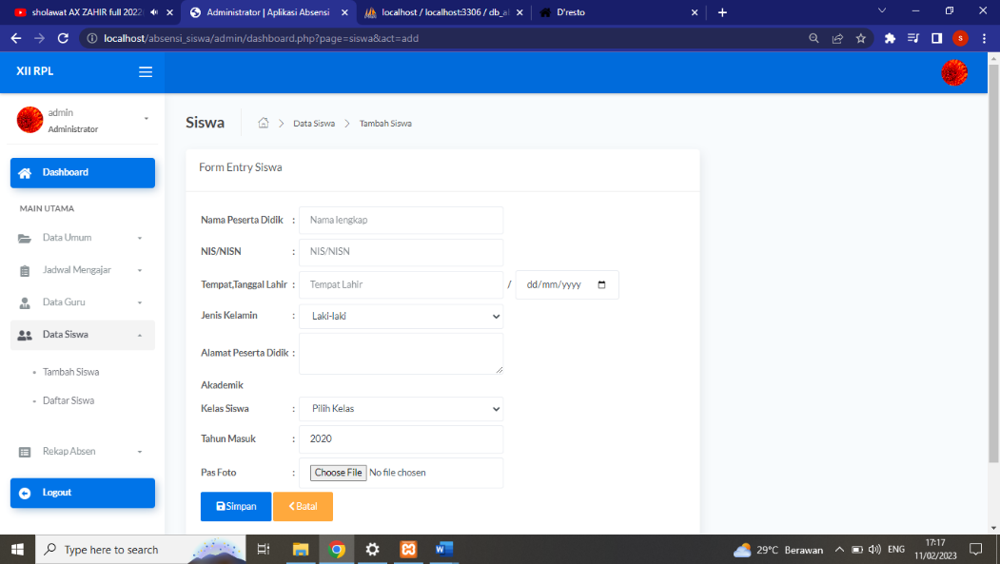 sholawat AX ZAHIR full 2022
Administrator | Aplikasi Absensi
localhost / localhost:3306 / db_a
D'resto
localhost/absensi_siswa/admin/dashboard.php?page=siswa&act=add
s
XII RPL
admin
Administrator
Siswa
Data Siswa
Tambah Siswa
Dashboard
Form Entry Siswa
MAIN UTAMA
Nama Peserta Didik : Nama lengkap
Data Umum
NIS/NISN : NIS/NISN
Jadwal Mengajar
Tempat,Tanggal Lahir : Tempat Lahir / dd/mm/yyyy
Data Guru
Jenis Kelamin : Laki-laki
Data Siswa
Alamat Peserta Didik :
Tambah Siswa
Akademik
Daftar Siswa
Kelas Siswa : Pilih Kelas
Tahun Masuk : 2020
Rekap Absen
Pas Foto : Choose File No file chosen
Logout
Simpan
Batal
Type here to search
29°C Berawan
ENG
17:17
11/02/2023